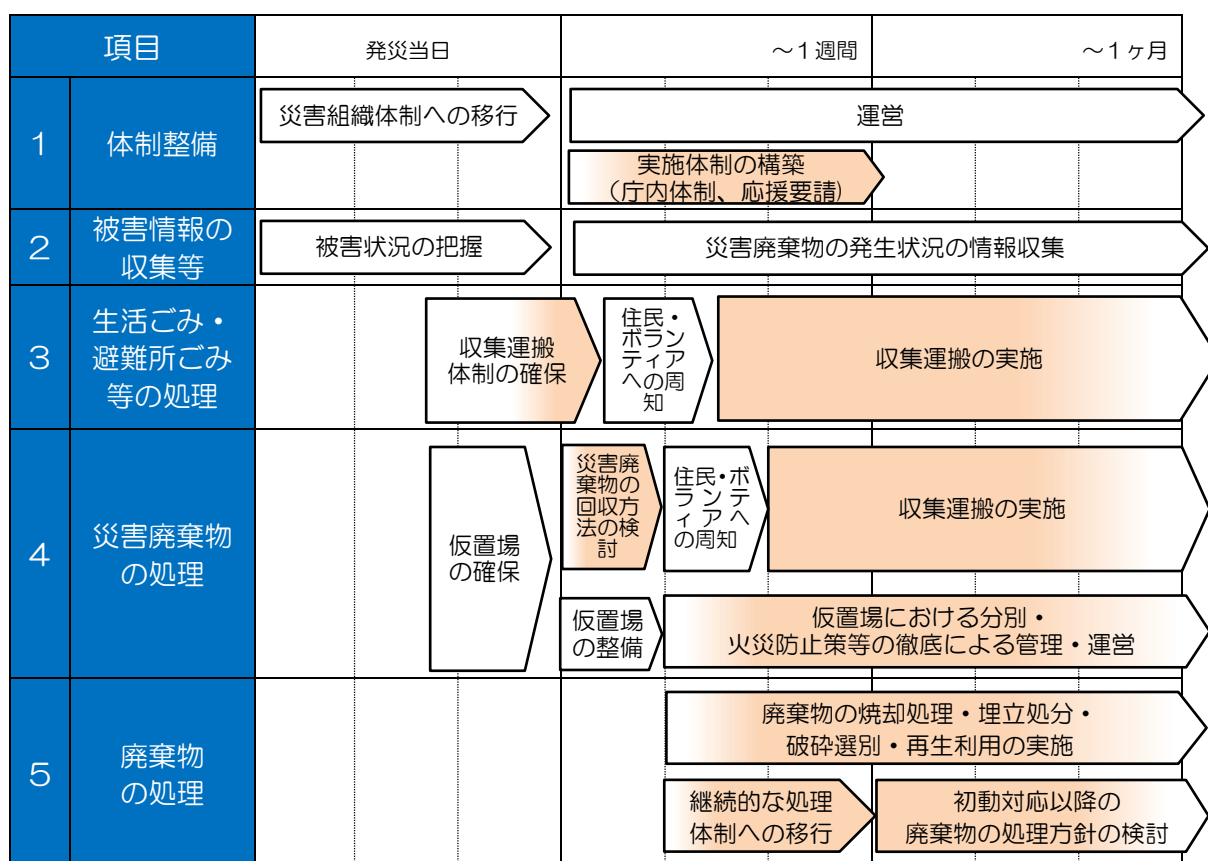 項目
発災当日
～１週間
～１ヶ月
１
体制整備
災害組織体制への移行
運営
実施体制の構築
（庁内体制、応援要請）
２
被害情報の
収集等
被害状況の把握
災害廃棄物の発生状況の情報収集
３
生活ごみ・
避難所ごみ
等の処理
収集運搬
体制の確保
住民・
ボラン
ティア
への周
知
収集運搬の実施
４
災害廃棄物
の処理
仮置場
の確保
災害廃
棄物の
回収方
法の検
討
住民・ボ
ランテ
ィアへ
の周知
収集運搬の実施
仮置場
の整備
仮置場における分別・
火災防止策等の徹底による管理・運営
５
廃棄物
の処理
廃棄物の焼却処理・埋立処分・
破砕選別・再生利用の実施
継続的な処理
体制への移行
初動対応以降の
廃棄物の処理方針の検討